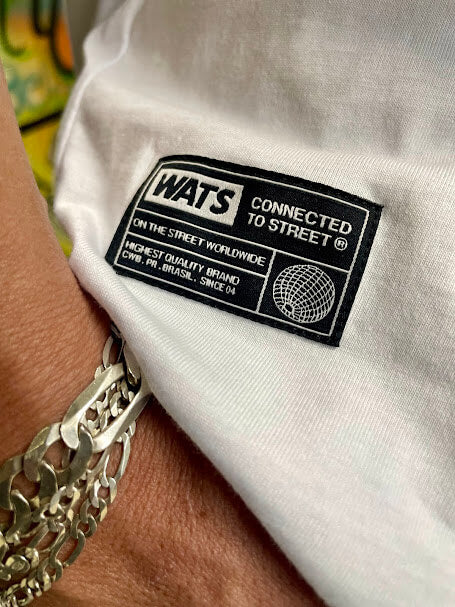 WATS
CONNECTED
TO STREET ®
ON THE STREET WORLDWIDE
HIGHEST QUALITY BRAND
CWB. PR. BRASIL. SINCE 04